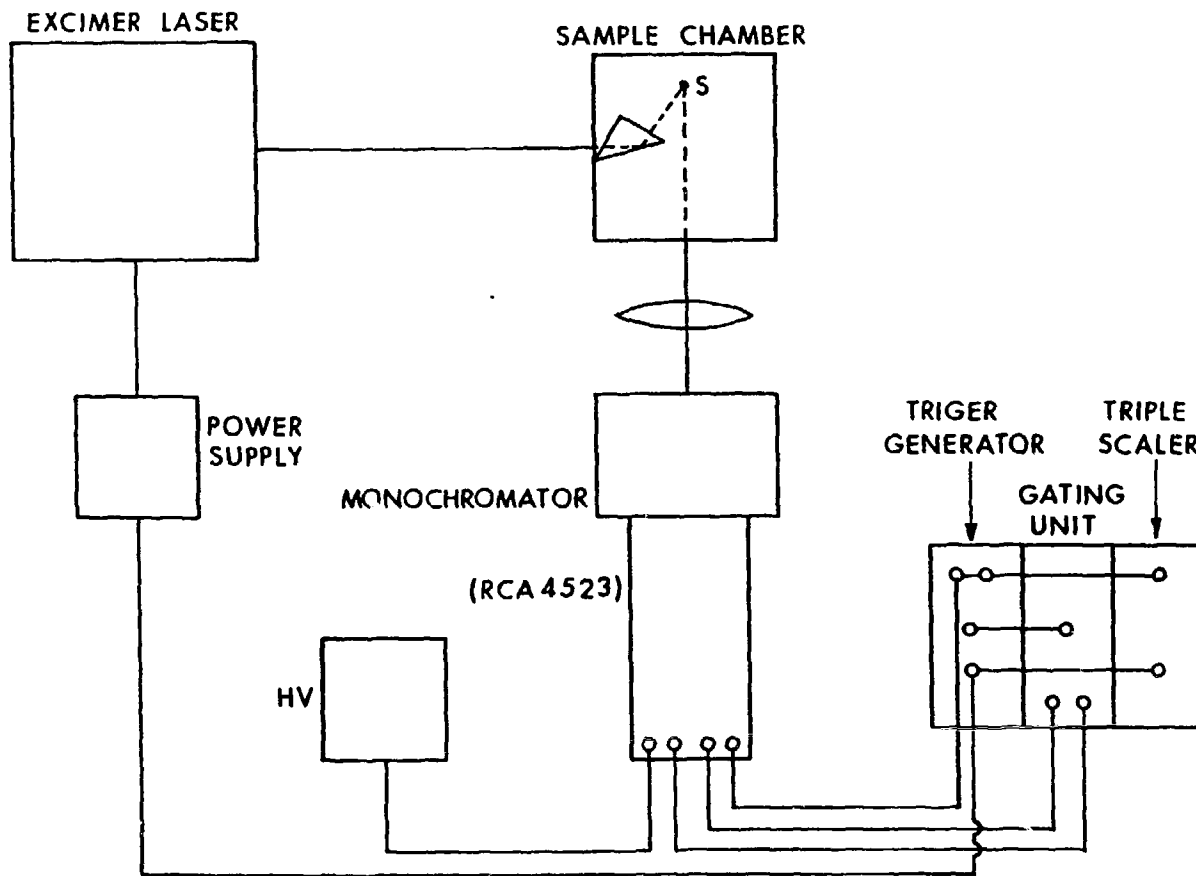 EXCIMER LASER
SAMPLE CHAMBER
S
POWER
SUPPLY
MONOCHROMATOR
TRIGER
GENERATOR
TRIPLE
SCALER
GATING
UNIT
(RCA 4523)
HV